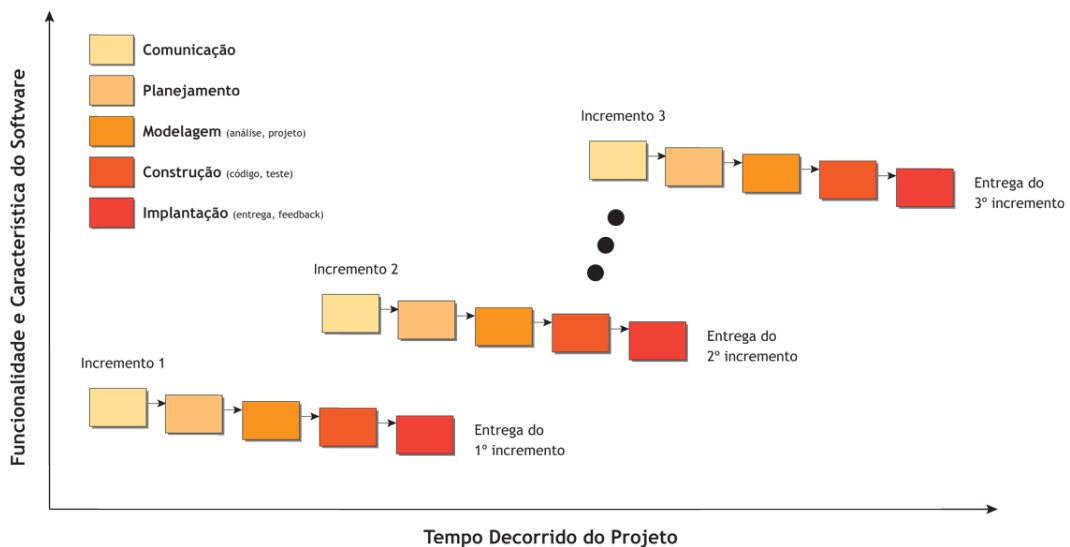 Funcionalidade e Característica do Software
Comunicação
Planejamento
Modelagem (análise, projeto)
Construção (código, teste)
Implantação (entrega, feedback)
Incremento 3
Entrega do
3º incremento
Incremento 2
Entrega do
2º incremento
Incremento 1
Entrega do
1º incremento
Tempo Decorrido do Projeto